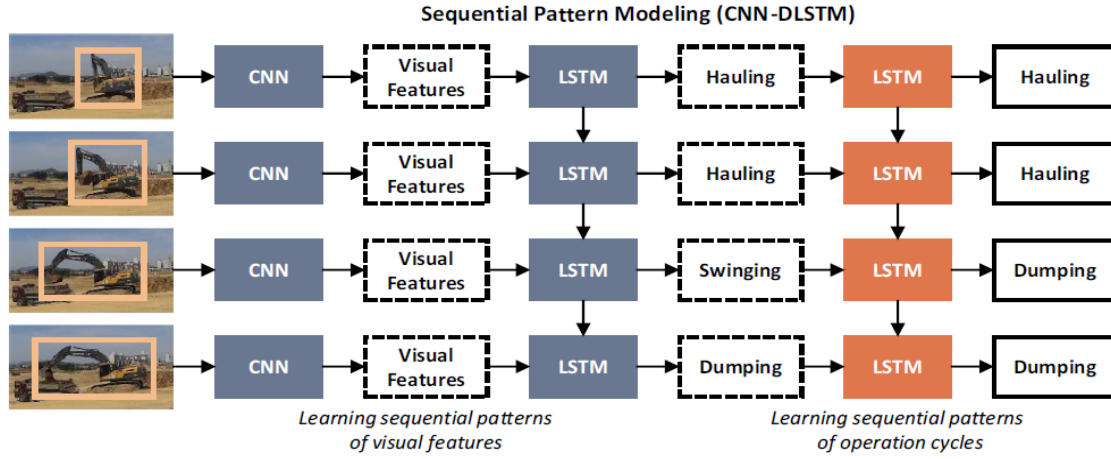 Sequential Pattern Modeling (CNN-DLSTM)
CNN
Visual
Features
LSTM
Hauling
LSTM
Hauling
CNN
Visual
Features
LSTM
Hauling
LSTM
Hauling
CNN
Visual
Features
LSTM
Swinging
LSTM
Dumping
CNN
Visual
Features
LSTM
Dumping
LSTM
Dumping
Learning sequential patterns
of visual features
Learning sequential patterns
of operation cycles